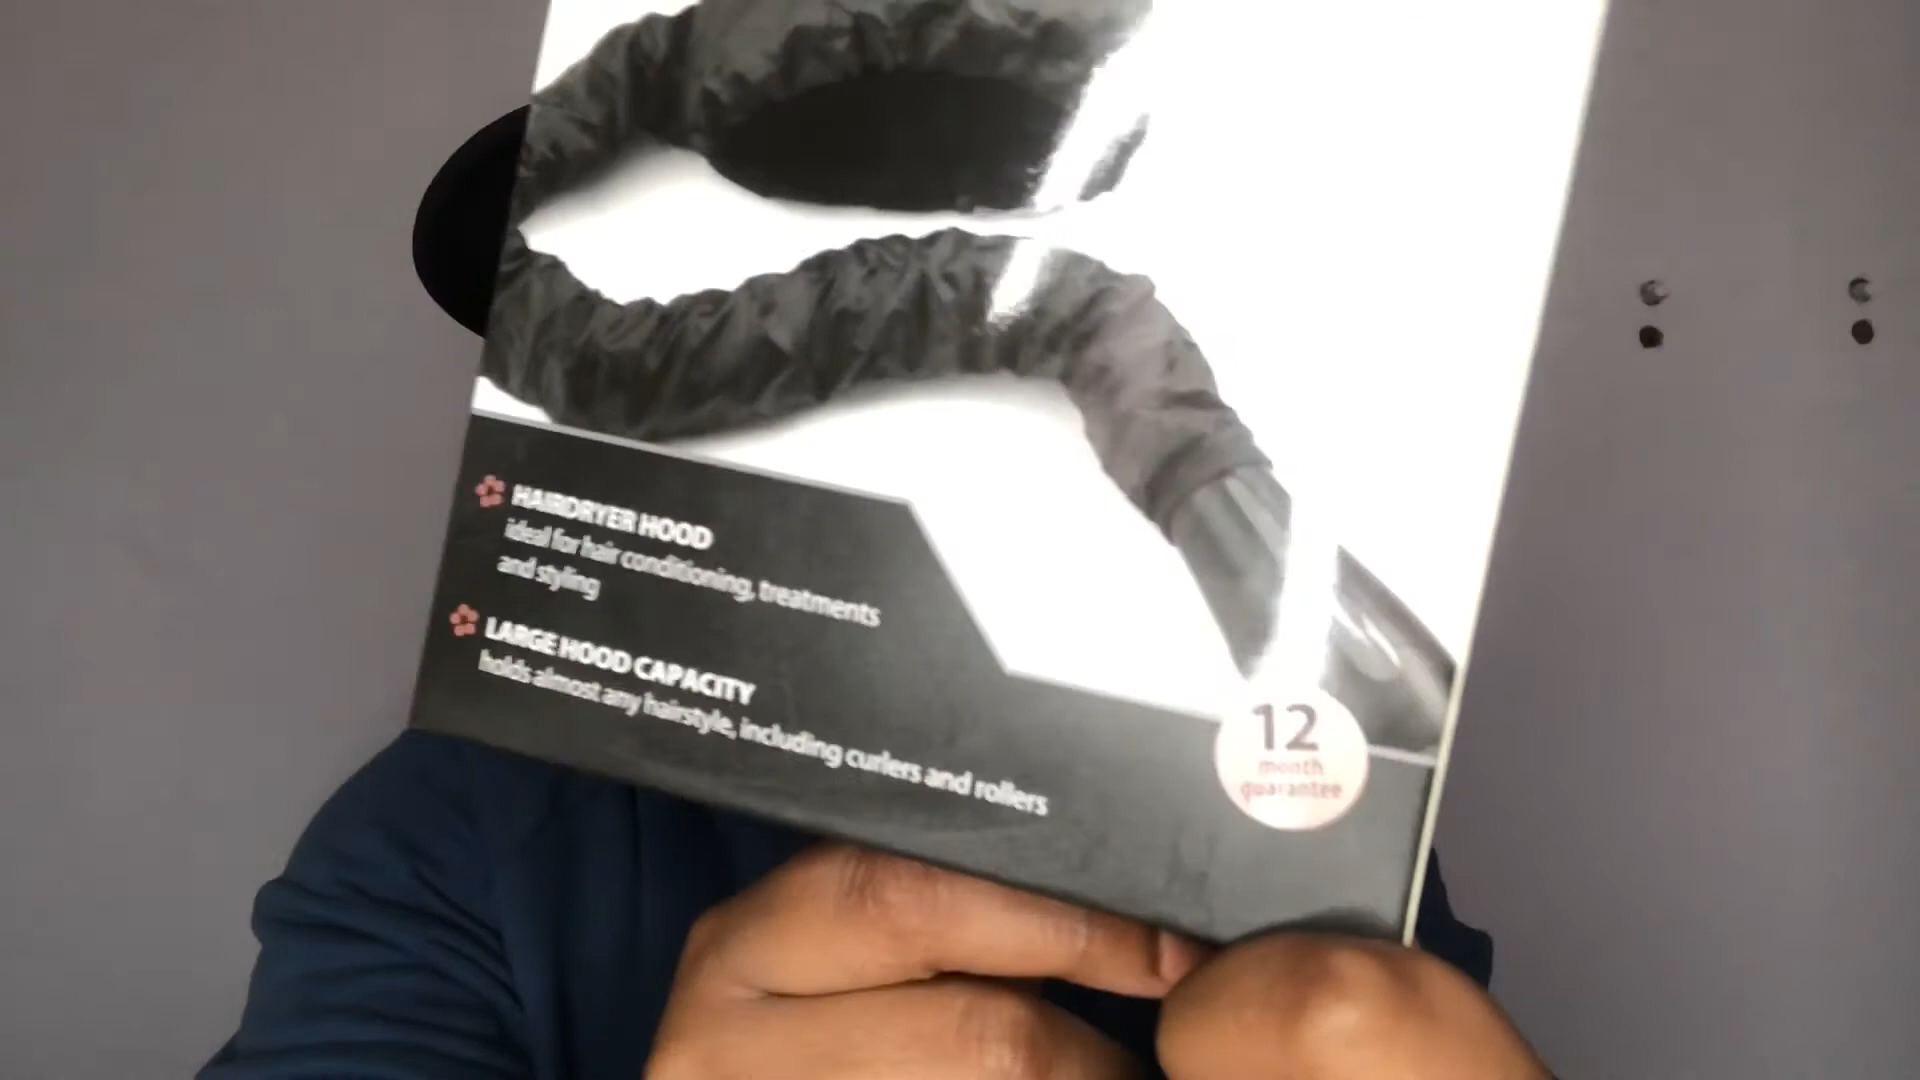 HAIRDRYER HOOD
ideal for hair conditioning, treatments
and styling
LARGE HOOD CAPACITY
holds almost any hairstyle, including curlers and rollers
12
month
guarantee